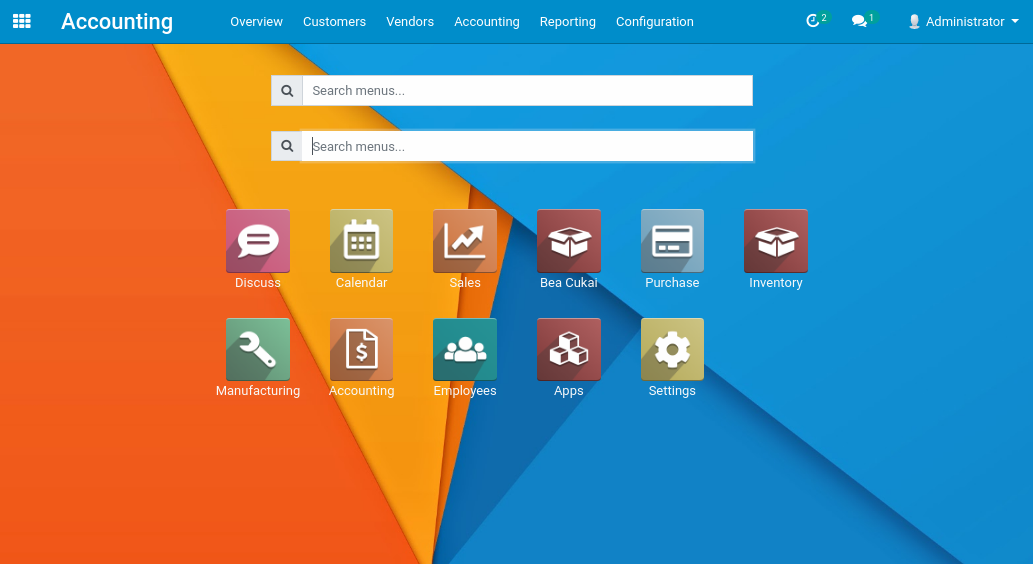 Accounting Overview Customers Vendors Accounting Reporting Configuration 2 1 Administrator
Search menus...
Search menus...
Discuss Calendar Sales Bea Cukai Purchase Inventory
Manufacturing Accounting Employees Apps Settings